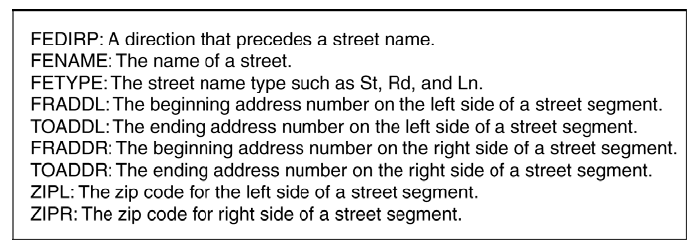 FEDIRP: A direction that precedes a street name.
FENAME: The name of a street.
FETYPE: The street name type such as St, Rd, and Ln.
FRADDL: The beginning address number on the left side of a street segment.
TOADDL: The ending address number on the left side of a street segment.
FRADDR: The beginning address number on the right side of a street segment.
TOADDR: The ending address number on the right side of a street segment.
ZIPL: The zip code for the left side of a street segment.
ZIPR: The zip code for right side of a street segment.